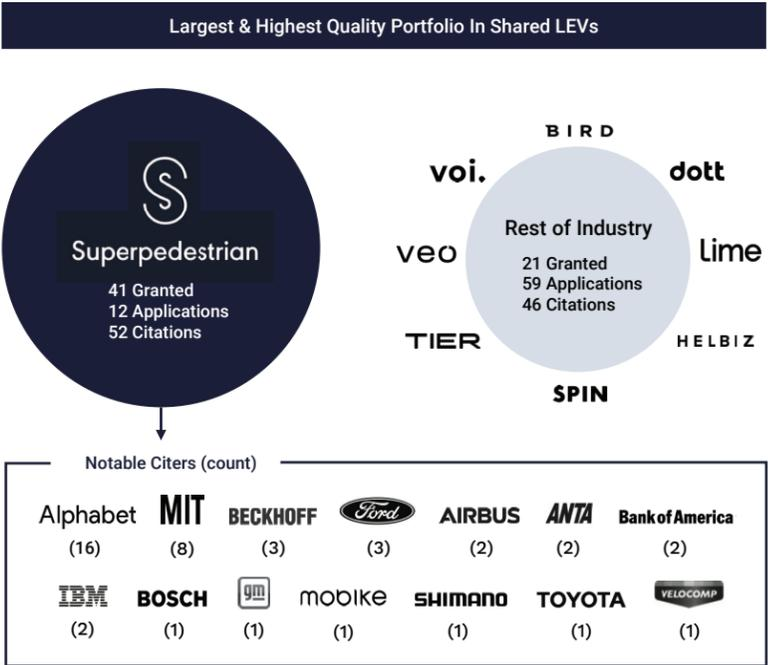 Largest & Highest Quality Portfolio In Shared LEVs
S
Superpedestrian
41 Granted
12 Applications
52 Citations
BIRD
voi.
dott
veo
Lime
TIER
HELBIZ
SPIN
Rest of Industry
21 Granted
59 Applications
46 Citations
Notable Citers (count)
Alphabet MIT BECKHOFF Ford AIRBUS ANTA Bank of America
(16) (8) (3) (3) (2) (2) (2)
IBM BOSCH gm mobike SHIMANO TOYOTA VELOCOMP
(2) (1) (1) (1) (1) (1) (1)